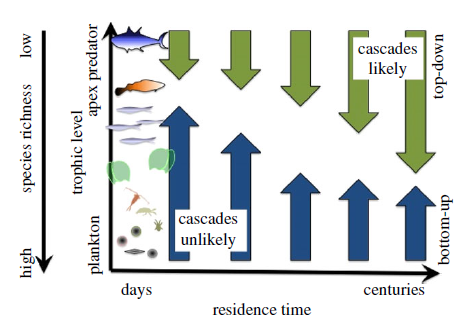 low
species richness
high
apex predator
trophic level
plankton
cascades
likely
top-down
cascades
unlikely
bottom-up
days
centuries
residence time